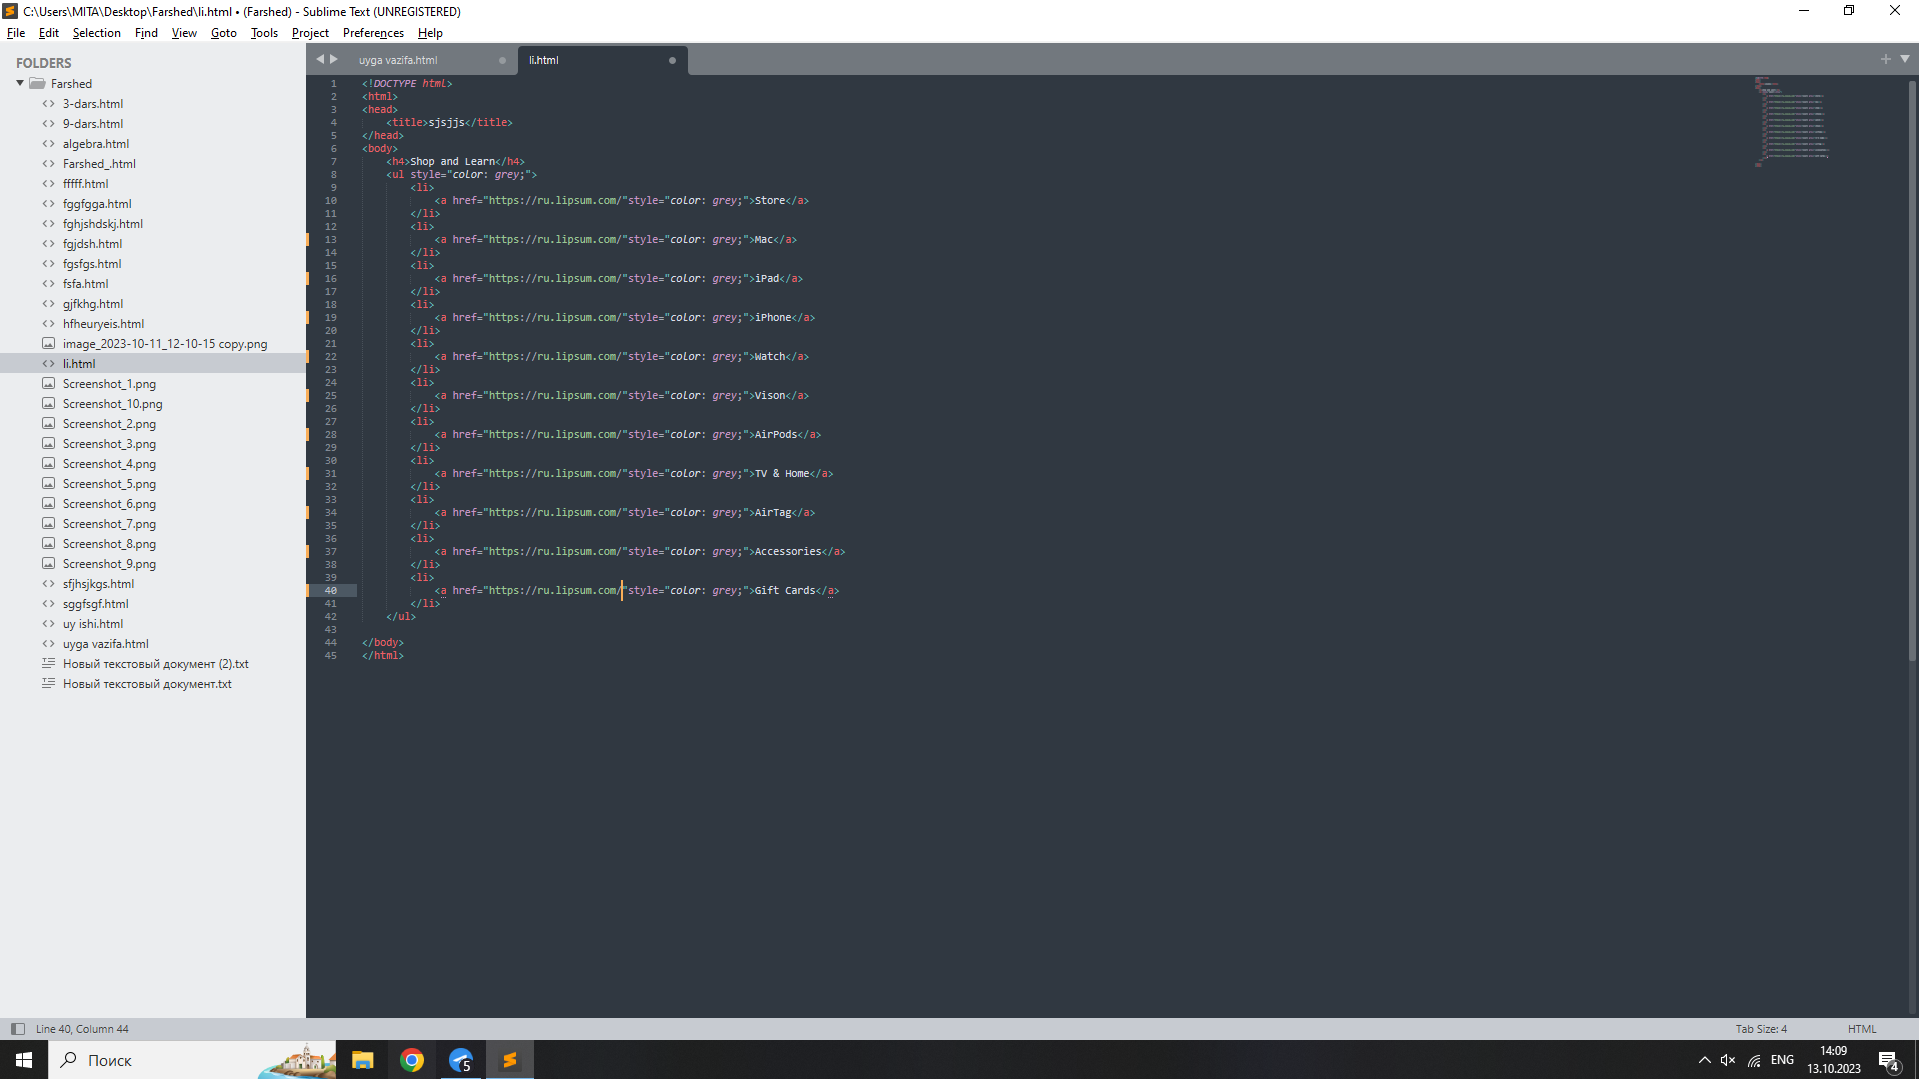 C:\Users\MITA\Desktop\Farshed\li.html • (Farshed) - Sublime Text (UNREGISTERED)
File Edit Selection Find View Goto Tools Project Preferences Help
FOLDERS
Farshed
3-dars.html
9-dars.html
algebra.html
Farshed_.html
fffff.html
fggfgga.html
fghjshdskj.html
fgjdsh.html
fgsfgs.html
fsfa.html
gjfkhg.html
hfheuryeis.html
image_2023-10-11_12-10-15 copy.png
li.html
Screenshot_1.png
Screenshot_10.png
Screenshot_2.png
Screenshot_3.png
Screenshot_4.png
Screenshot_5.png
Screenshot_6.png
Screenshot_7.png
Screenshot_8.png
Screenshot_9.png
sfjhsjkgs.html
sggfsgf.html
uy ishi.html
uyga vazifa.html
Новый текстовый документ (2).txt
Новый текстовый документ.txt
uyga vazifa.html li.html
1 <!DOCTYPE html>
2 <html>
3 <head>
4 <title>sjsjjs</title>
5 </head>
6 <body>
7 <h4>Shop and Learn</h4>
8 <ul style="color: grey;">
9 <li>
10 <a href="https://ru.lipsum.com/"style="color: grey;">Store</a>
11 </li>
12 <li>
13 <a href="https://ru.lipsum.com/"style="color: grey;">Mac</a>
14 </li>
15 <li>
16 <a href="https://ru.lipsum.com/"style="color: grey;">iPad</a>
17 </li>
18 <li>
19 <a href="https://ru.lipsum.com/"style="color: grey;">iPhone</a>
20 </li>
21 <li>
22 <a href="https://ru.lipsum.com/"style="color: grey;">Watch</a>
23 </li>
24 <li>
25 <a href="https://ru.lipsum.com/"style="color: grey;">Vison</a>
26 </li>
27 <li>
28 <a href="https://ru.lipsum.com/"style="color: grey;">AirPods</a>
29 </li>
30 <li>
31 <a href="https://ru.lipsum.com/"style="color: grey;">TV & Home</a>
32 </li>
33 <li>
34 <a href="https://ru.lipsum.com/"style="color: grey;">AirTag</a>
35 </li>
36 <li>
37 <a href="https://ru.lipsum.com/"style="color: grey;">Accessories</a>
38 </li>
39 <li>
40 <a href="https://ru.lipsum.com/"style="color: grey;">Gift Cards</a>
41 </li>
42 </ul>
43
44 </body>
45 </html>
Line 40, Column 44 Tab Size: 4 HTML
Поиск 5 ENG 14:09 4
13.10.2023